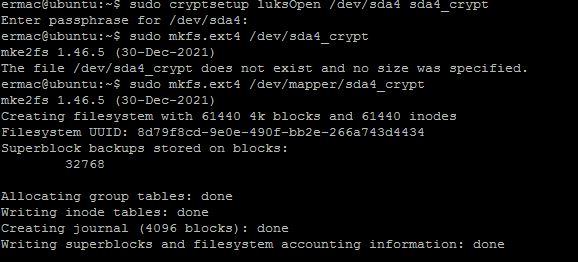 ermac@ubuntu:~$ sudo cryptsetup luksOpen /dev/sda4 sda4_crypt
Enter passphrase for /dev/sda4:
ermac@ubuntu:~$ sudo mkfs.ext4 /dev/sda4_crypt
mke2fs 1.46.5 (30-Dec-2021)
The file /dev/sda4_crypt does not exist and no size was specified.
ermac@ubuntu:~$ sudo mkfs.ext4 /dev/mapper/sda4_crypt
mke2fs 1.46.5 (30-Dec-2021)
Creating filesystem with 61440 4k blocks and 61440 inodes
Filesystem UUID: 8d79f8cd-9e0e-490f-bb2e-266a743d4434
Superblock backups stored on blocks:
        32768

Allocating group tables: done
Writing inode tables: done
Creating journal (4096 blocks): done
Writing superblocks and filesystem accounting information: done